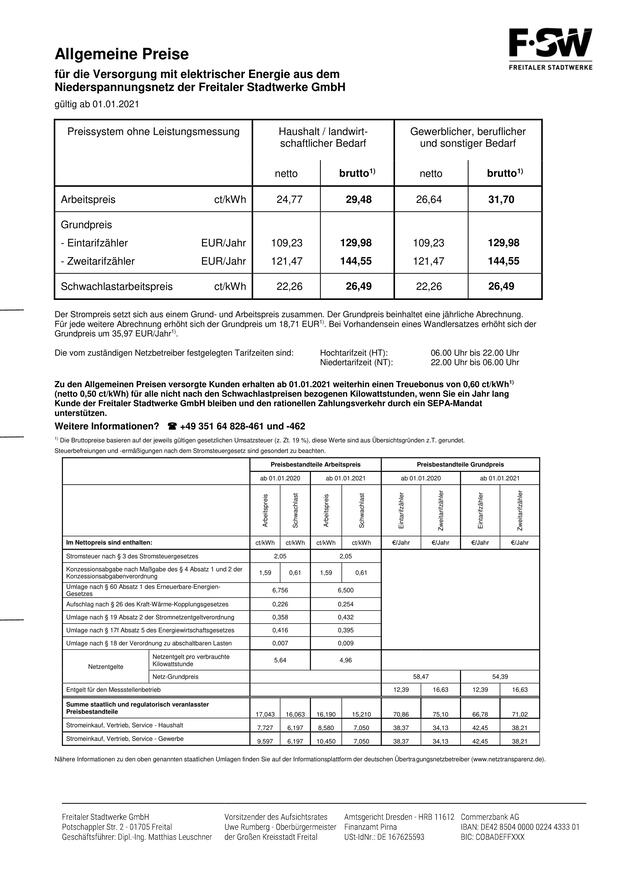 F·SW
FREITALER STADTWERKE
Allgemeine Preise
für die Versorgung mit elektrischer Energie aus dem
Niederspannungsnetz der Freitaler Stadtwerke GmbH
gültig ab 01.01.2021
Preissystem ohne Leistungsmessung Haushalt / landwirt- Gewerblicher, beruflicher
schaftlicher Bedarf und sonstiger Bedarf
netto brutto1) netto brutto1)
Arbeitspreis ct/kWh 24,77 29,48 26,64 31,70
Grundpreis
- Eintarifzähler EUR/Jahr 109,23 129,98 109,23 129,98
- Zweitarifzähler EUR/Jahr 121,47 144,55 121,47 144,55
Schwachlastarbeitspreis ct/kWh 22,26 26,49 22,26 26,49
Der Strompreis setzt sich aus einem Grund- und Arbeitspreis zusammen. Der Grundpreis beinhaltet eine jährliche Abrechnung.
Für jede weitere Abrechnung erhöht sich der Grundpreis um 18,71 EUR1). Bei Vorhandensein eines Wandlersatzes erhöht sich der
Grundpreis um 35,97 EUR/Jahr1).
Die vom zuständigen Netzbetreiber festgelegten Tarifzeiten sind: Hochtarifzeit (HT): 06.00 Uhr bis 22.00 Uhr
Niedertarifzeit (NT): 22.00 Uhr bis 06.00 Uhr
Zu den Allgemeinen Preisen versorgte Kunden erhalten ab 01.01.2021 weiterhin einen Treuebonus von 0,60 ct/kWh1)
(netto 0,50 ct/kWh) für alle nicht nach den Schwachlastpreisen bezogenen Kilowattstunden, wenn Sie ein Jahr lang
Kunde der Freitaler Stadtwerke GmbH bleiben und den rationellen Zahlungsverkehr durch ein SEPA-Mandat
unterstützen.
Weitere Informationen? ☎ +49 351 64 828-461 und -462
1) Die Bruttopreise basieren auf der jeweils gültigen gesetzlichen Umsatzsteuer (z. Zt. 19 %), diese Werte sind aus Übersichtsgründen z.T. gerundet.
Steuerbefreiungen und -ermäßigungen nach dem Stromsteuergesetz sind gesondert zu beachten.
Preisbestandteile Arbeitspreis Preisbestandteile Grundpreis
ab 01.01.2020 ab 01.01.2021 ab 01.01.2020 ab 01.01.2021
Arbeitspreis Schwachlast Arbeitspreis Schwachlast Eintarifzähler Zweitarifzähler Eintarifzähler Zweitarifzähler
Im Nettopreis sind enthalten: ct/kWh ct/kWh ct/kWh ct/kWh €/Jahr €/Jahr €/Jahr €/Jahr
Stromsteuer nach § 3 des Stromsteuergesetzes 2,05 2,05
Konzessionsabgabe nach Maßgabe des § 4 Absatz 1 und 2 der
Konzessionsabgabenverordnung 1,59 0,61 1,59 0,61
Umlage nach § 60 Absatz 1 des Erneuerbare-Energien-
Gesetzes 6,756 6,500
Aufschlag nach § 26 des Kraft-Wärme-Kopplungsgesetzes 0,226 0,254
Umlage nach § 19 Absatz 2 der Stromnetzentgeltverordnung 0,358 0,432
Umlage nach § 17f Absatz 5 des Energiewirtschaftsgesetzes 0,416 0,395
Umlage nach § 18 der Verordnung zu abschaltbaren Lasten 0,007 0,009
Netzentgelte Netzentgelt pro verbrauchte
Kilowattstunde 5,64 4,96
Netz-Grundpreis 58,47 54,39
Entgelt für den Messstellenbetrieb 12,39 16,63 12,39 16,63
Summe staatlich und regulatorisch veranlasster
Preisbestandteile 17,043 16,063 16,190 15,210 70,86 75,10 66,78 71,02
Stromeinkauf, Vertrieb, Service - Haushalt 7,727 6,197 8,580 7,050 38,37 34,13 42,45 38,21
Stromeinkauf, Vertrieb, Service - Gewerbe 9,597 6,197 10,450 7,050 38,37 34,13 42,45 38,21
Nähere Informationen zu den oben genannten staatlichen Umlagen finden Sie auf der Informationsplattform der deutschen Übertragungsnetzbetreiber (www.netztransparenz.de).
Freitaler Stadtwerke GmbH Vorsitzender des Aufsichtsrates Amtsgericht Dresden - HRB 11612 Commerzbank AG
Potschappler Str. 2 - 01705 Freital Uwe Rumberg - Oberbürgermeister Finanzamt Pirna IBAN: DE42 8504 0000 0224 4333 01
Geschäftsführer: Dipl.-Ing. Matthias Leuschner der Großen Kreisstadt Freital USt-IdNr.: DE 167625593 BIC: COBADEFFXXX